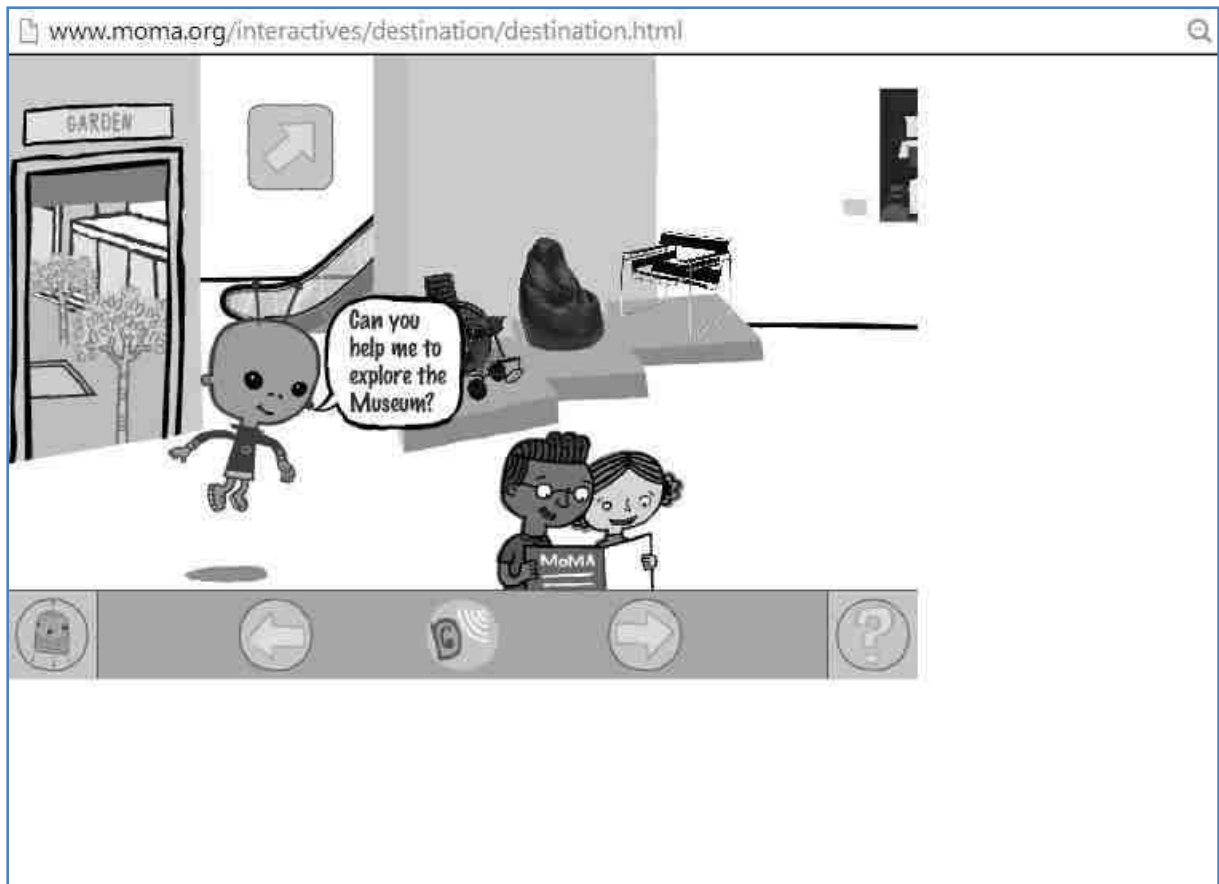 www.moma.org/interactives/destination/destination.html
GARDEN
Can you
help me to
explore the
Museum?
MoMA